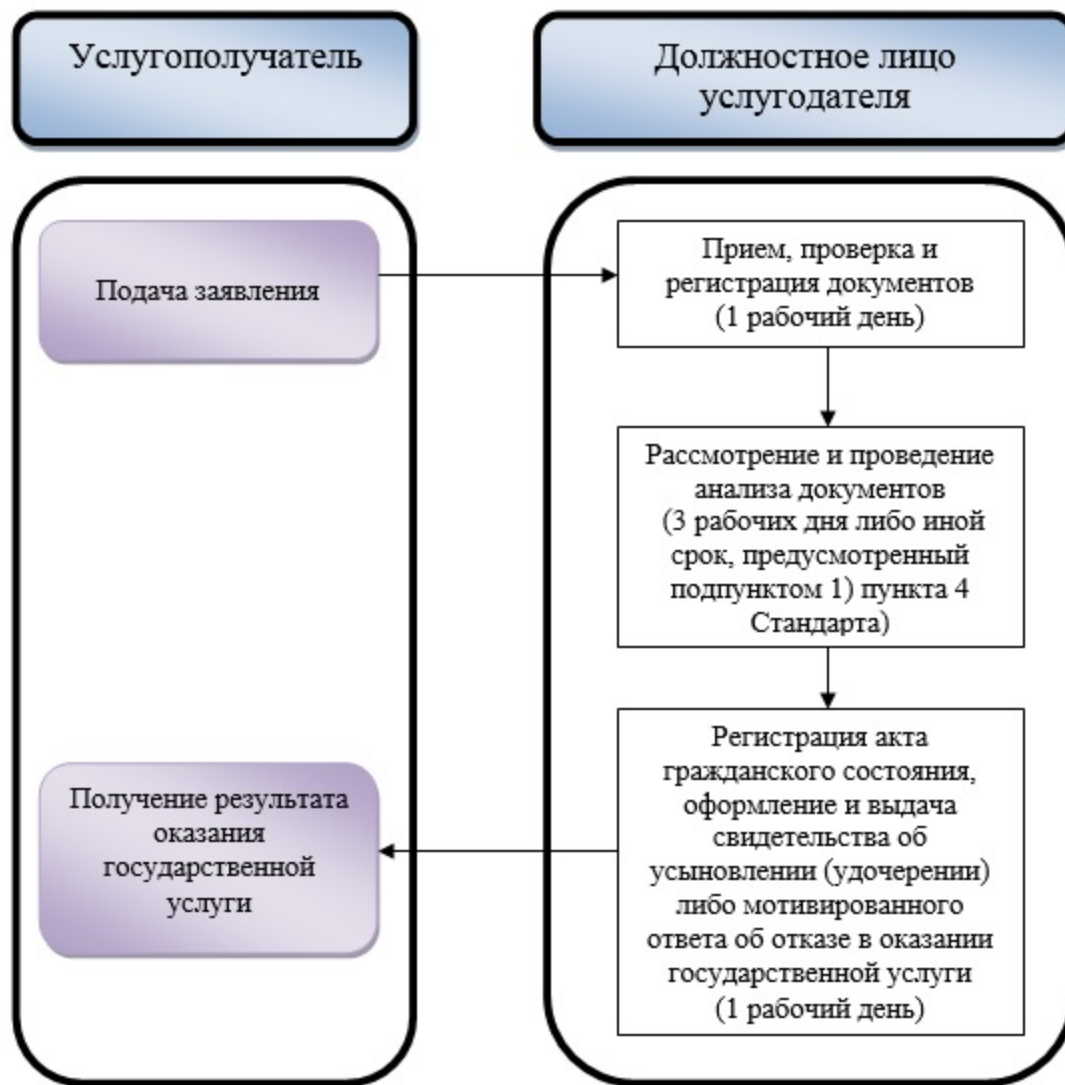 Услугополучатель
Должностное лицо
услугодателя
Подача заявления
Прием, проверка и
регистрация документов
(1 рабочий день)
Рассмотрение и проведение
анализа документов
(3 рабочих дня либо иной
срок, предусмотренный
подпунктом 1) пункта 4
Стандарта)
Регистрация акта
гражданского состояния,
оформление и выдача
свидетельства об
усыновлении (удочерении)
либо мотивированного
ответа об отказе в оказании
государственной услуги
(1 рабочий день)
Получение результата
оказания
государственной
услуги